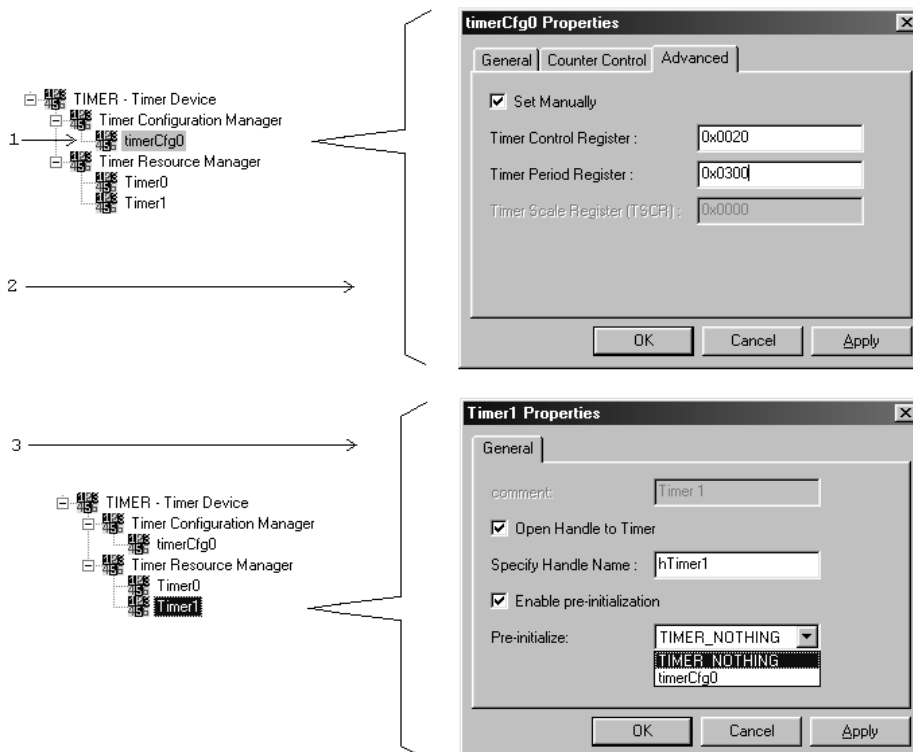 timerCfg0 Properties
General
Counter Control
Advanced
Set Manually
Timer Control Register :
0x0020
Timer Period Register :
0x0300
Timer Scale Register (TSCR) :
0x0000
OK
Cancel
Apply
TIMER - Timer Device
Timer Configuration Manager
1
timerCfg0
Timer Resource Manager
Timer0
Timer1
2
3
TIMER - Timer Device
Timer Configuration Manager
timerCfg0
Timer Resource Manager
Timer0
Timer1
Timer1 Properties
General
comment:
Timer 1
Open Handle to Timer
Specify Handle Name :
hTimer1
Enable pre-initialization
Pre-initialize:
TIMER_NOTHING
TIMER_NOTHING
timerCfg0
OK
Cancel
Apply